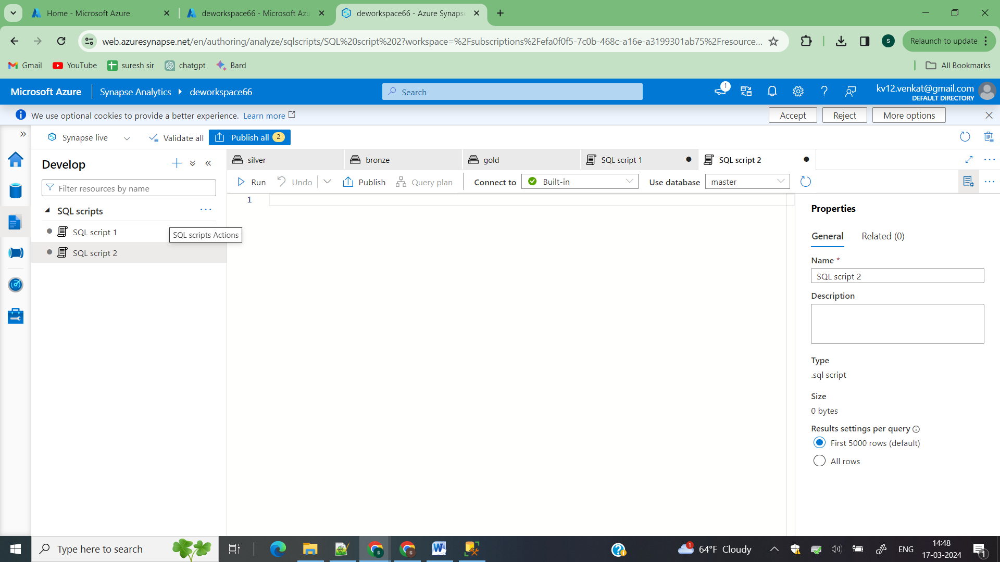 Home - Microsoft Azure
deworkspace66 - Microsoft Azu
deworkspace66 - Azure Synapse
web.azuresynapse.net/en/authoring/analyze/sqlscripts/SQL%20script%202?workspace=%2Fsubscriptions%2Fefa0f0f5-7c0b-468c-a16e-a3199301ab75%2Fresource...
S
Relaunch to update
Gmail
YouTube
suresh sir
chatgpt
Bard
All Bookmarks
Microsoft Azure
Synapse Analytics
deworkspace66
Search
1
kv12.venkat@gmail.com
DEFAULT DIRECTORY
We use optional cookies to provide a better experience. Learn more
Accept
Reject
More options
Synapse live
Validate all
Publish all 2
Develop
Filter resources by name
SQL scripts
SQL script 1
SQL scripts Actions
SQL script 2
silver
bronze
gold
SQL script 1
SQL script 2
Run
Undo
Publish
Query plan
Connect to
Built-in
Use database
master
1
Properties
General
Related (0)
Name *
SQL script 2
Description
Type
.sql script
Size
0 bytes
Results settings per query
First 5000 rows (default)
All rows
Type here to search
1
64°F Cloudy
ENG
14:48
17-03-2024
1